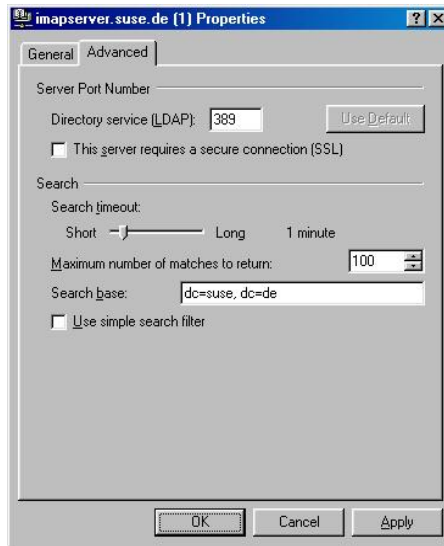 imapserver.suse.de (1) Properties
General Advanced
Server Port Number
Directory service (LDAP): 389 Use Default
This server requires a secure connection (SSL)
Search
Search timeout:
Short Long 1 minute
Maximum number of matches to return: 100
Search base: dc=suse, dc=de
Use simple search filter
OK Cancel Apply